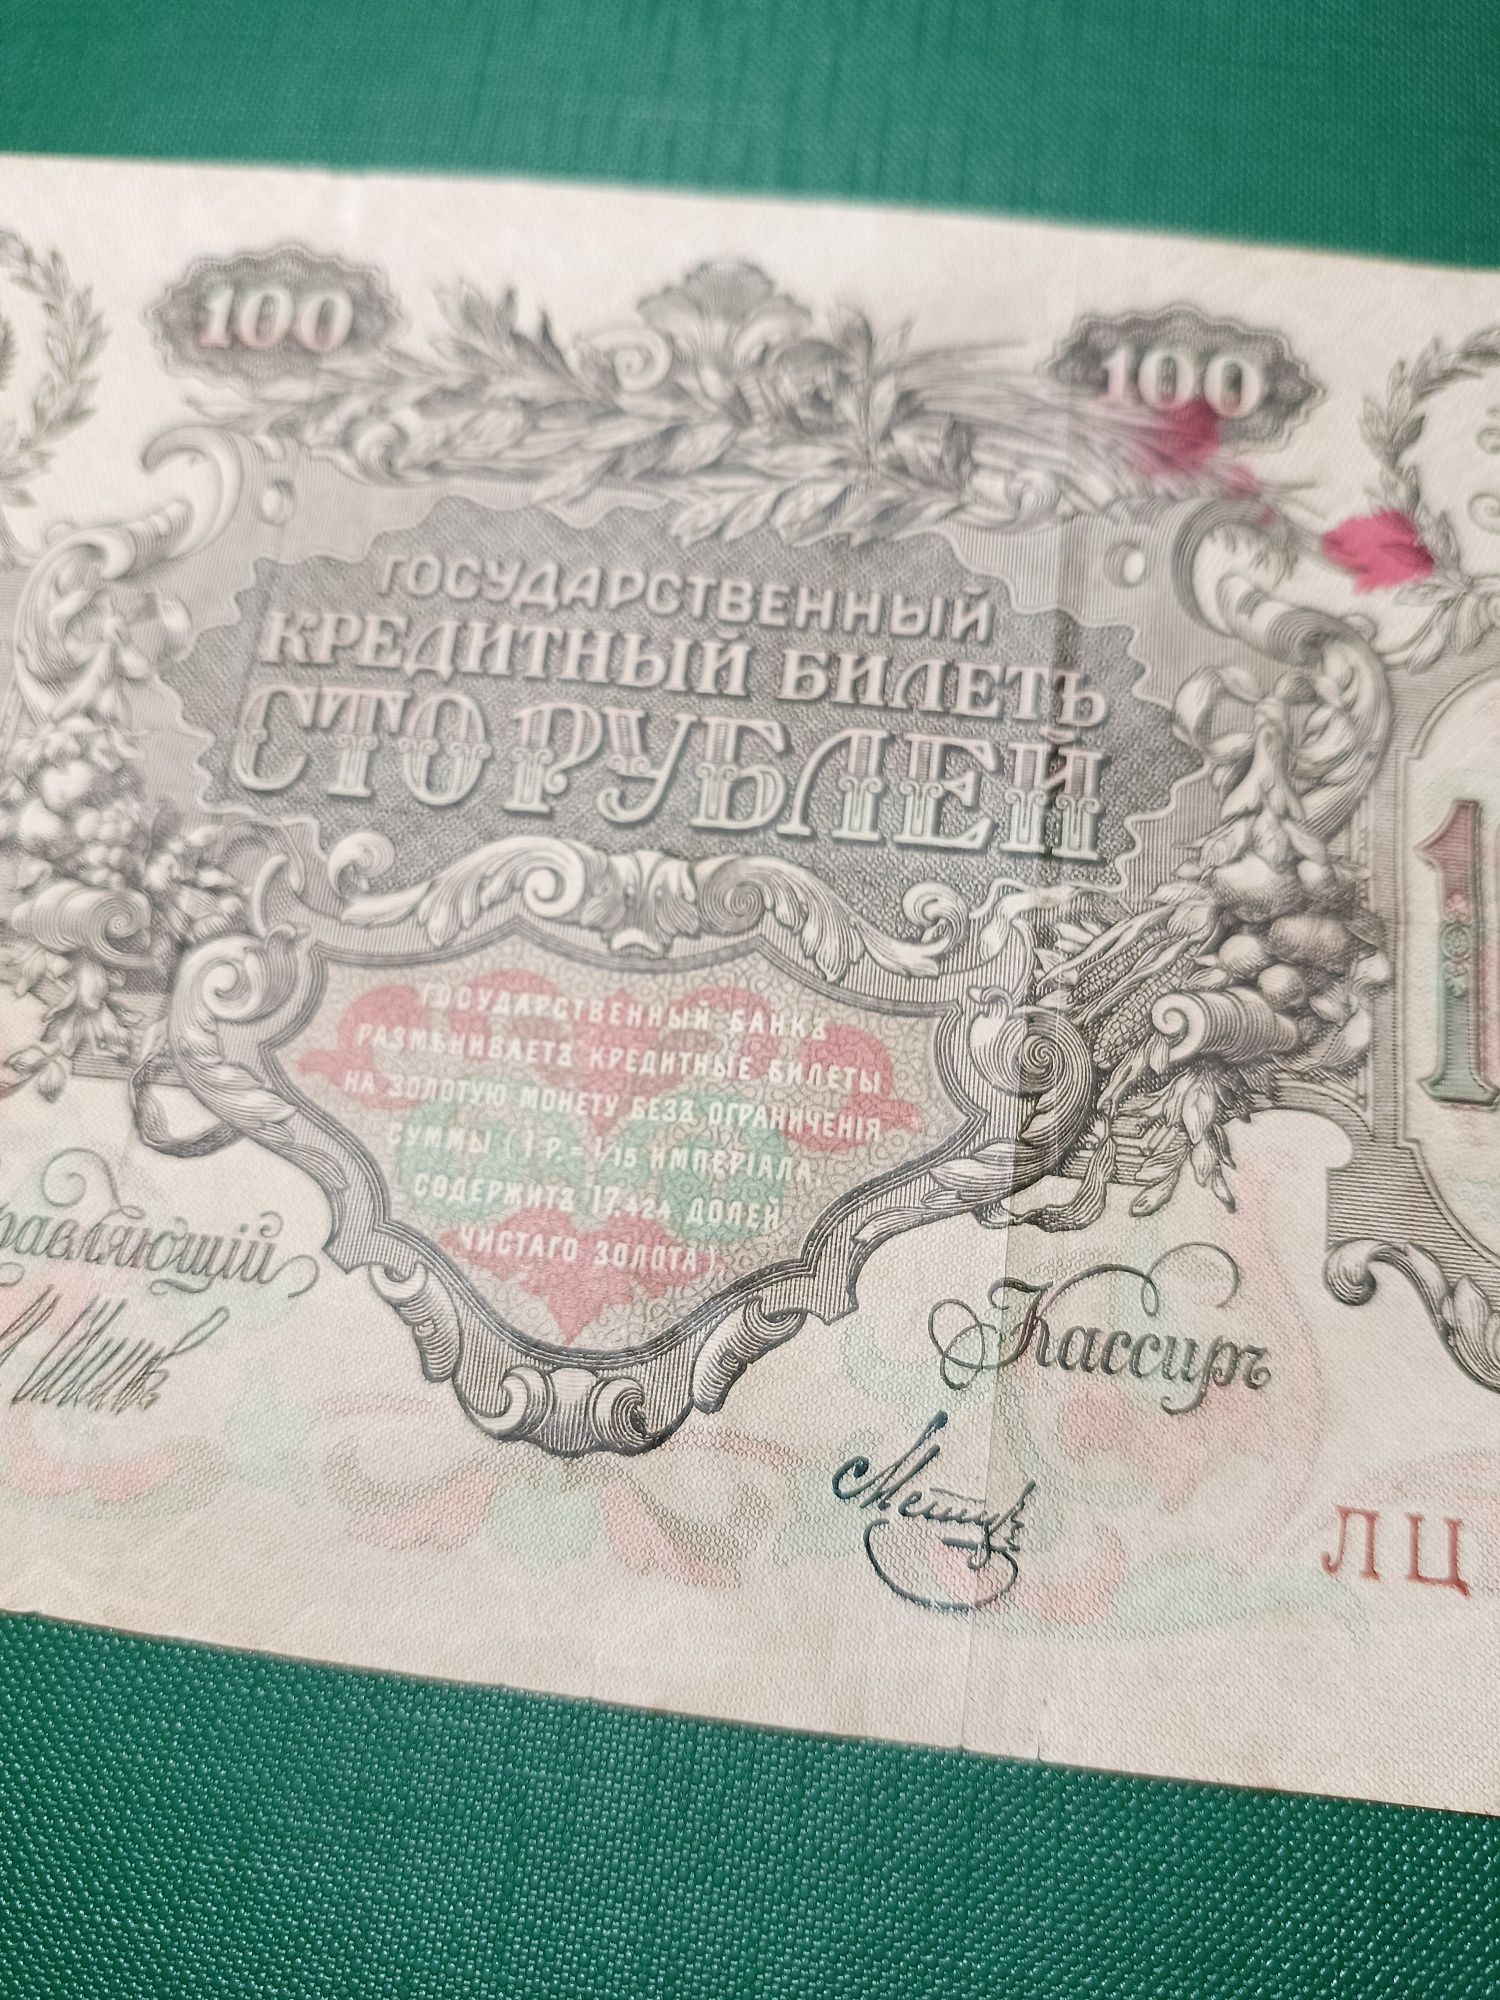 100
100
ГОСУДАРСТВЕННЫЙ
КРЕДИТНЫЙ БИЛЕТЪ
СТО РУБЛЕЙ
ГОСУДАРСТВЕННЫЙ БАНКЪ
РАЗМѢНИВАЕТЪ КРЕДИТНЫЕ БИЛЕТЫ
НА ЗОЛОТУЮ МОНЕТУ БЕЗЪ ОГРАНИЧЕНІЯ
СУММЫ (1 Р. = 1/15 ИМПЕРІАЛА
СОДЕРЖИТЪ 17,424 ДОЛЕЙ
ЧИСТАГО ЗОЛОТА).
равляющій
Кассиръ
ЛЦ